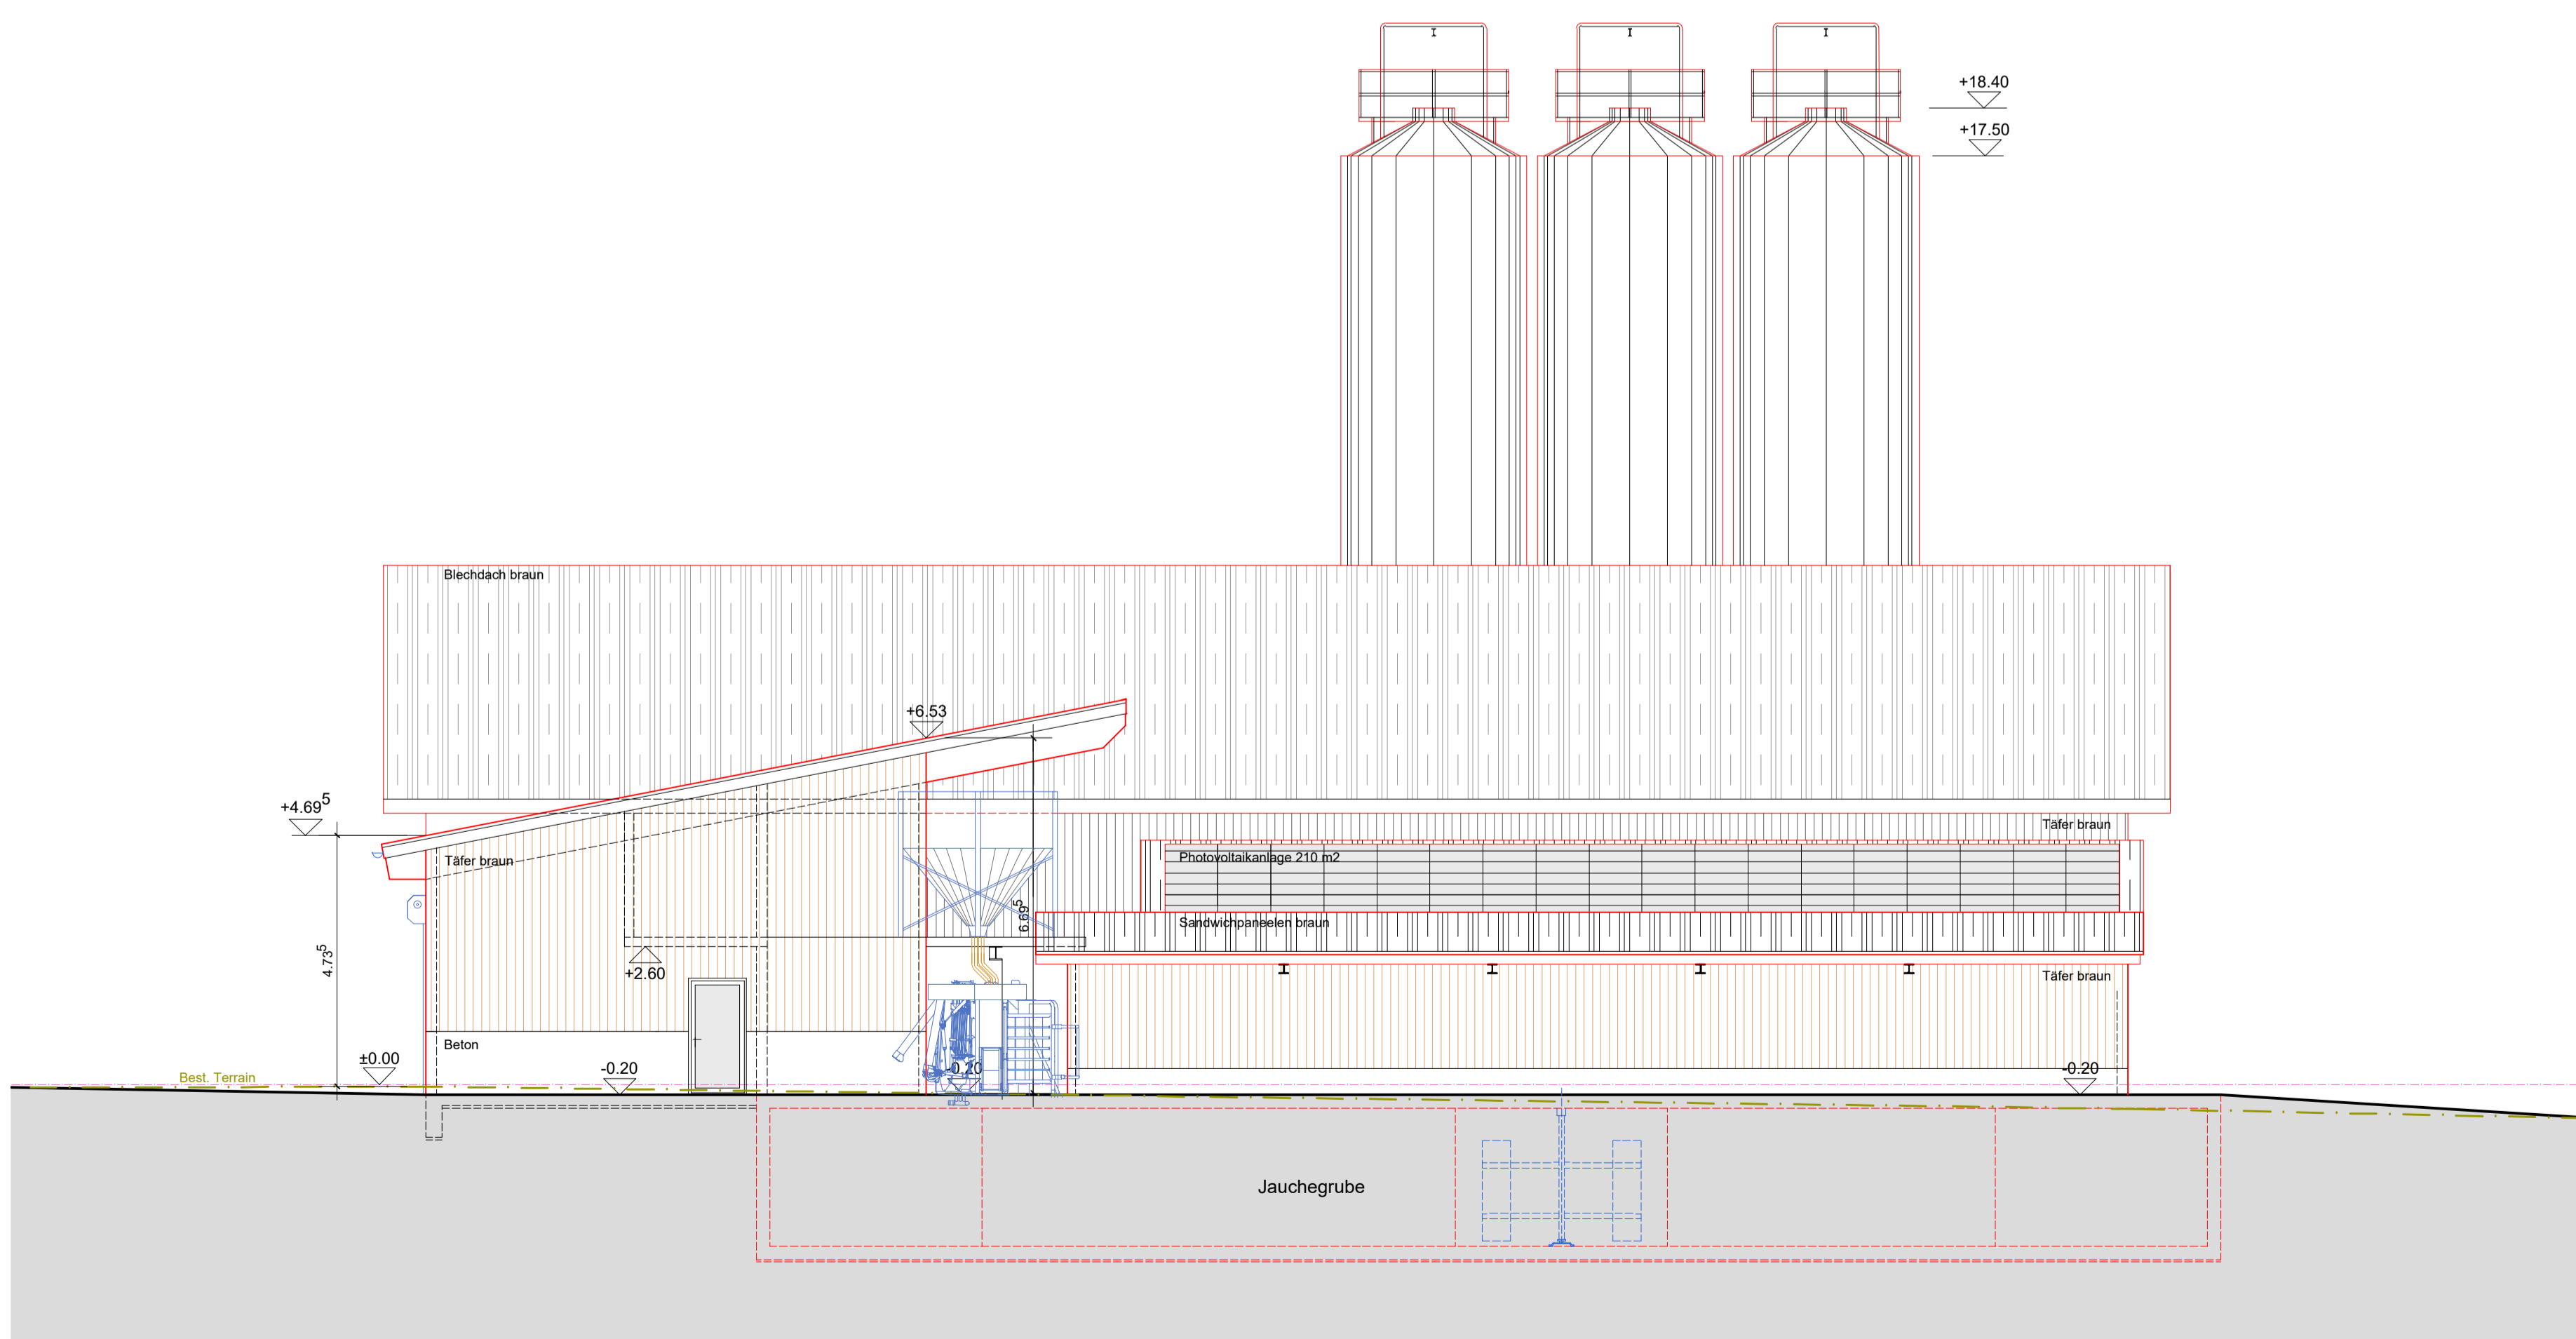 +18.40
+17.50
Blechdach braun
+6.53
+4.69⁵
Täfer braun
Täfer braun
Photovoltaikanlage 210 m2
6.69⁵
Sandwichpaneelen braun
4.73⁵
+2.60
Täfer braun
Beton
±0.00
-0.20
-0.20
-0.20
Best. Terrain
Jauchegrube